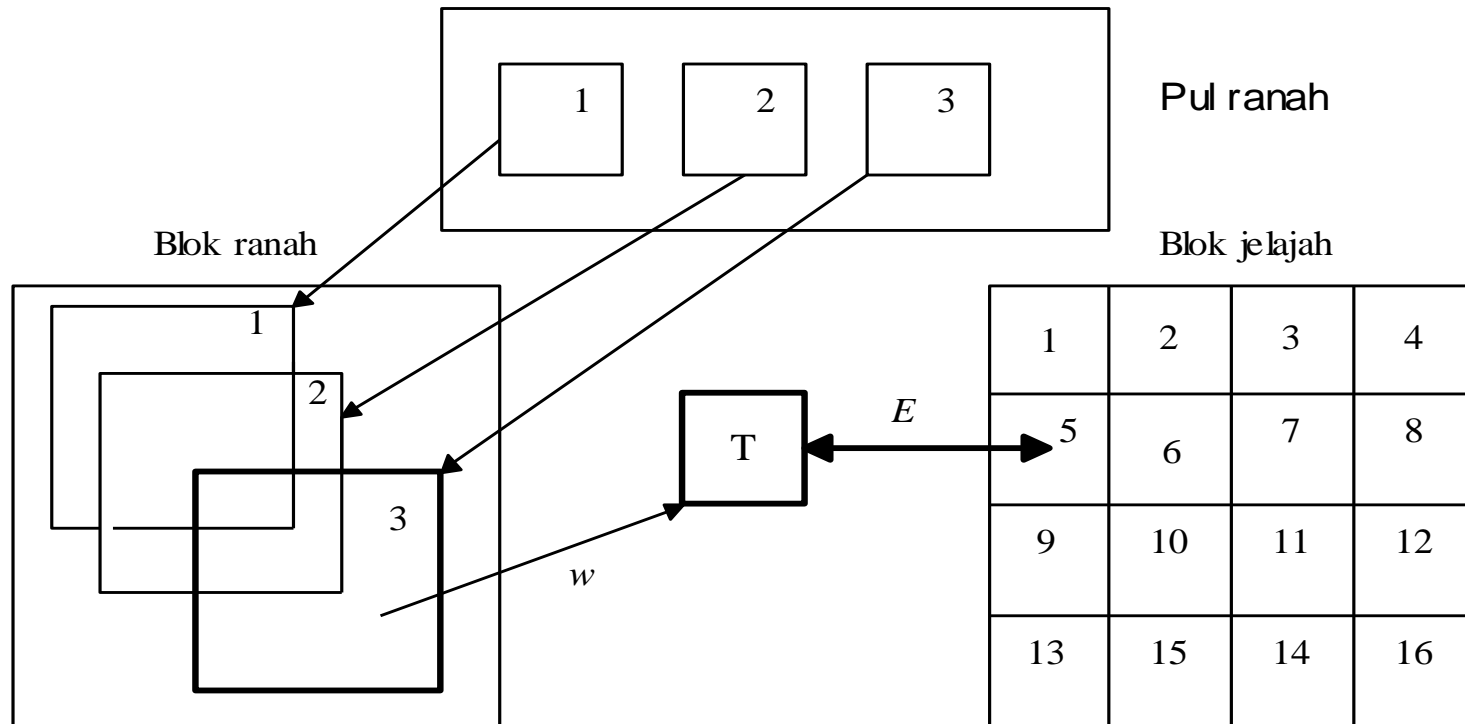 1 2 3
Pul ranah
Blok ranah
Blok jelajah
1
2
3
w
T
E
1 2 3 4
5 6 7 8
9 10 11 12
13 15 14 16